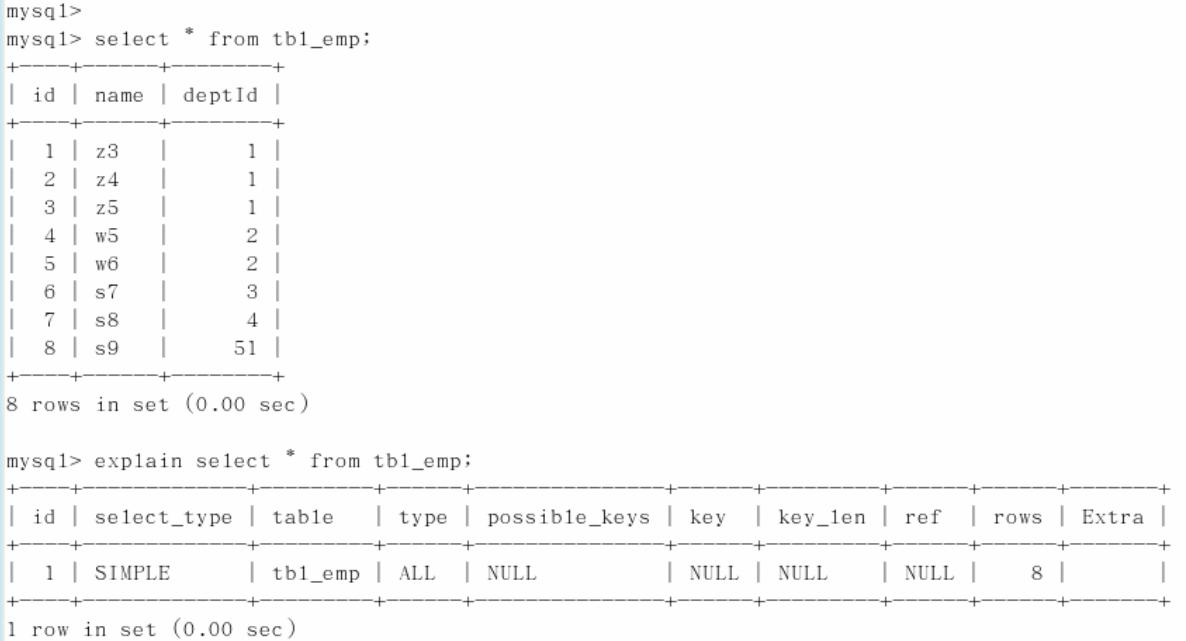 mysql>
mysql> select * from tbl_emp;
+----+------+--------+
| id | name | deptId |
+----+------+--------+
|  1 | z3   |      1 |
|  2 | z4   |      1 |
|  3 | z5   |      1 |
|  4 | w5   |      2 |
|  5 | w6   |      2 |
|  6 | s7   |      3 |
|  7 | s8   |      4 |
|  8 | s9   |     51 |
+----+------+--------+
8 rows in set (0.00 sec)

mysql> explain select * from tbl_emp;
+----+-------------+---------+------+---------------+------+---------+------+------+-------+
| id | select_type | table   | type | possible_keys | key  | key_len | ref  | rows | Extra |
+----+-------------+---------+------+---------------+------+---------+------+------+-------+
|  1 | SIMPLE      | tbl_emp | ALL  | NULL          | NULL | NULL    | NULL |    8 |       |
+----+-------------+---------+------+---------------+------+---------+------+------+-------+
1 row in set (0.00 sec)